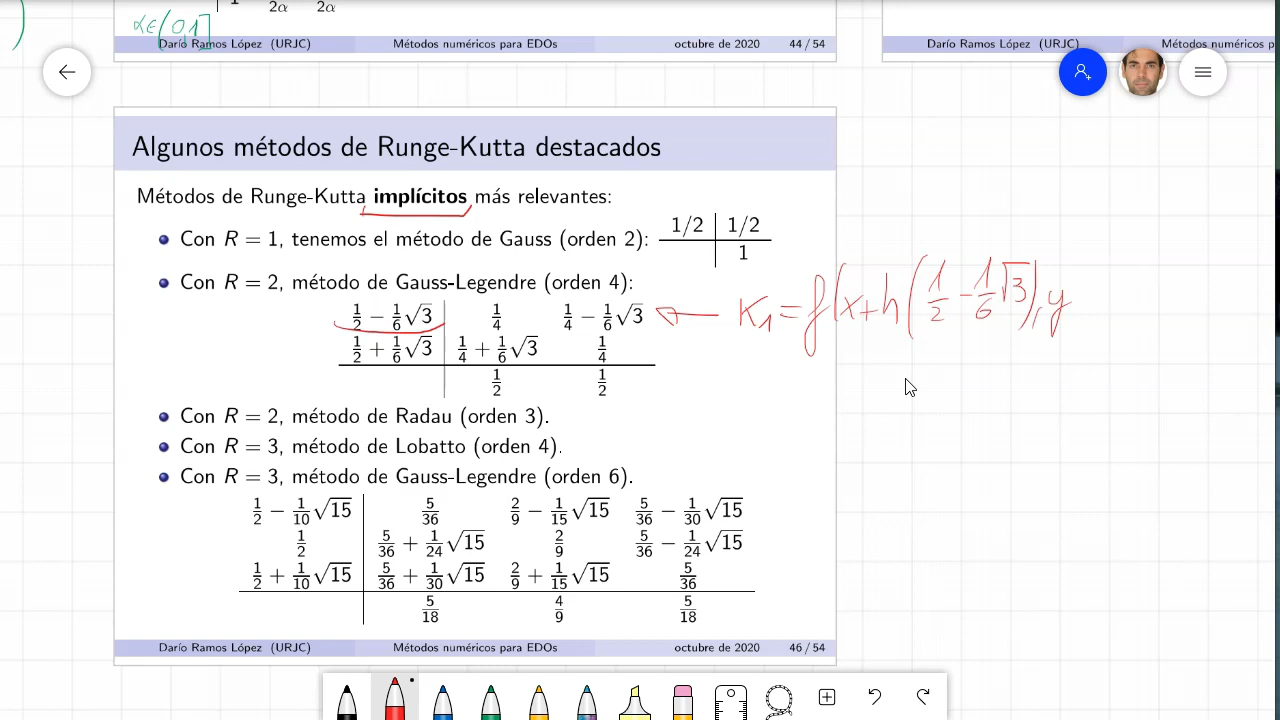 1 2α 2α
α∈(0,1]
Darío Ramos López (URJC) Métodos numéricos para EDOs octubre de 2020 44 / 54
Darío Ramos López (URJC) Métodos numéricos
Algunos métodos de Runge-Kutta destacados
Métodos de Runge-Kutta implícitos más relevantes:
Con R = 1, tenemos el método de Gauss (orden 2): 1/2 | 1/2
1
Con R = 2, método de Gauss-Legendre (orden 4):
1/2 − 1/6 √3 | 1/4 1/4 − 1/6 √3 ← K₁ = f(x+h(1/2 − 1/6 √3), y
1/2 + 1/6 √3 | 1/4 + 1/6 √3 1/4
1/2 1/2
Con R = 2, método de Radau (orden 3).
Con R = 3, método de Lobatto (orden 4).
Con R = 3, método de Gauss-Legendre (orden 6).
1/2 − 1/10 √15 | 5/36 2/9 − 1/15 √15 5/36 − 1/30 √15
1/2 | 5/36 + 1/24 √15 2/9 5/36 − 1/24 √15
1/2 + 1/10 √15 | 5/36 + 1/30 √15 2/9 + 1/15 √15 5/36
5/18 4/9 5/18
Darío Ramos López (URJC) Métodos numéricos para EDOs octubre de 2020 46 / 54